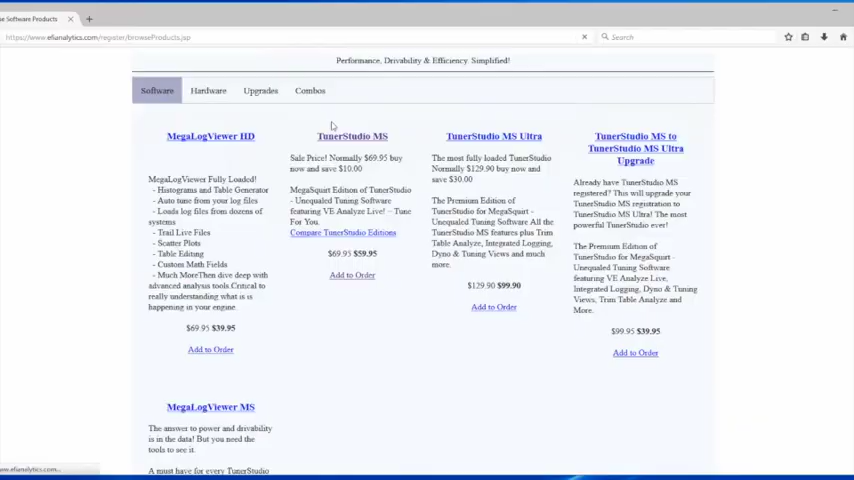 se Software Products
https://www.efianalytics.com/register/browseProducts.jsp
Search
Performance, Drivability & Efficiency Simplified!
Software Hardware Upgrades Combos
MegaLogViewer HD
MegaLogViewer Fully Loaded!
- Histograms and Table Generator
- Auto tune from your log files
- Loads log files from dozens of
systems
- Trail Live Files
- Scatter Plots
- Table Editing
- Custom Math Fields
- Much MoreThen dive deep with
advanced analysis tools.Critical to
really understanding what is is
happening in your engine
$69.95 $39.95
Add to Order
TunerStudio MS
Sale Price! Normally $69.95 buy
now and save $10.00
MegaSquirt Edition of TunerStudio
- Unequaled Tuning Software
featuring VE Analyze Live! – Tune
For You.
Compare TunerStudio Editions
$69.95 $59.95
Add to Order
TunerStudio MS Ultra
The most fully loaded TunerStudio
Normally $129.90 buy now and
save $30.00
The Premium Edition of
TunerStudio for MegaSquirt -
Unequaled Tuning Software All the
TunerStudio MS features plus Trim
Table Analyze, Integrated Logging,
Dyno & Tuning Views and much
more.
$129.90 $99.90
Add to Order
TunerStudio MS to
TunerStudio MS Ultra
Upgrade
Already have TunerStudio MS
registered? This will upgrade your
TunerStudio MS registration to
TunerStudio MS Ultra! The most
powerful TunerStudio ever!
The Premium Edition of
TunerStudio for MegaSquirt -
Unequaled Tuning Software
featuring VE Analyze Live,
Integrated Logging, Dyno & Tuning
Views, Trim Table Analyze and
More.
$99.95 $39.95
Add to Order
MegaLogViewer MS
The answer to power and drivability
is in the data! But you need the
tools to see it.
A must have for every TunerStudio
www.efianalytics.com...